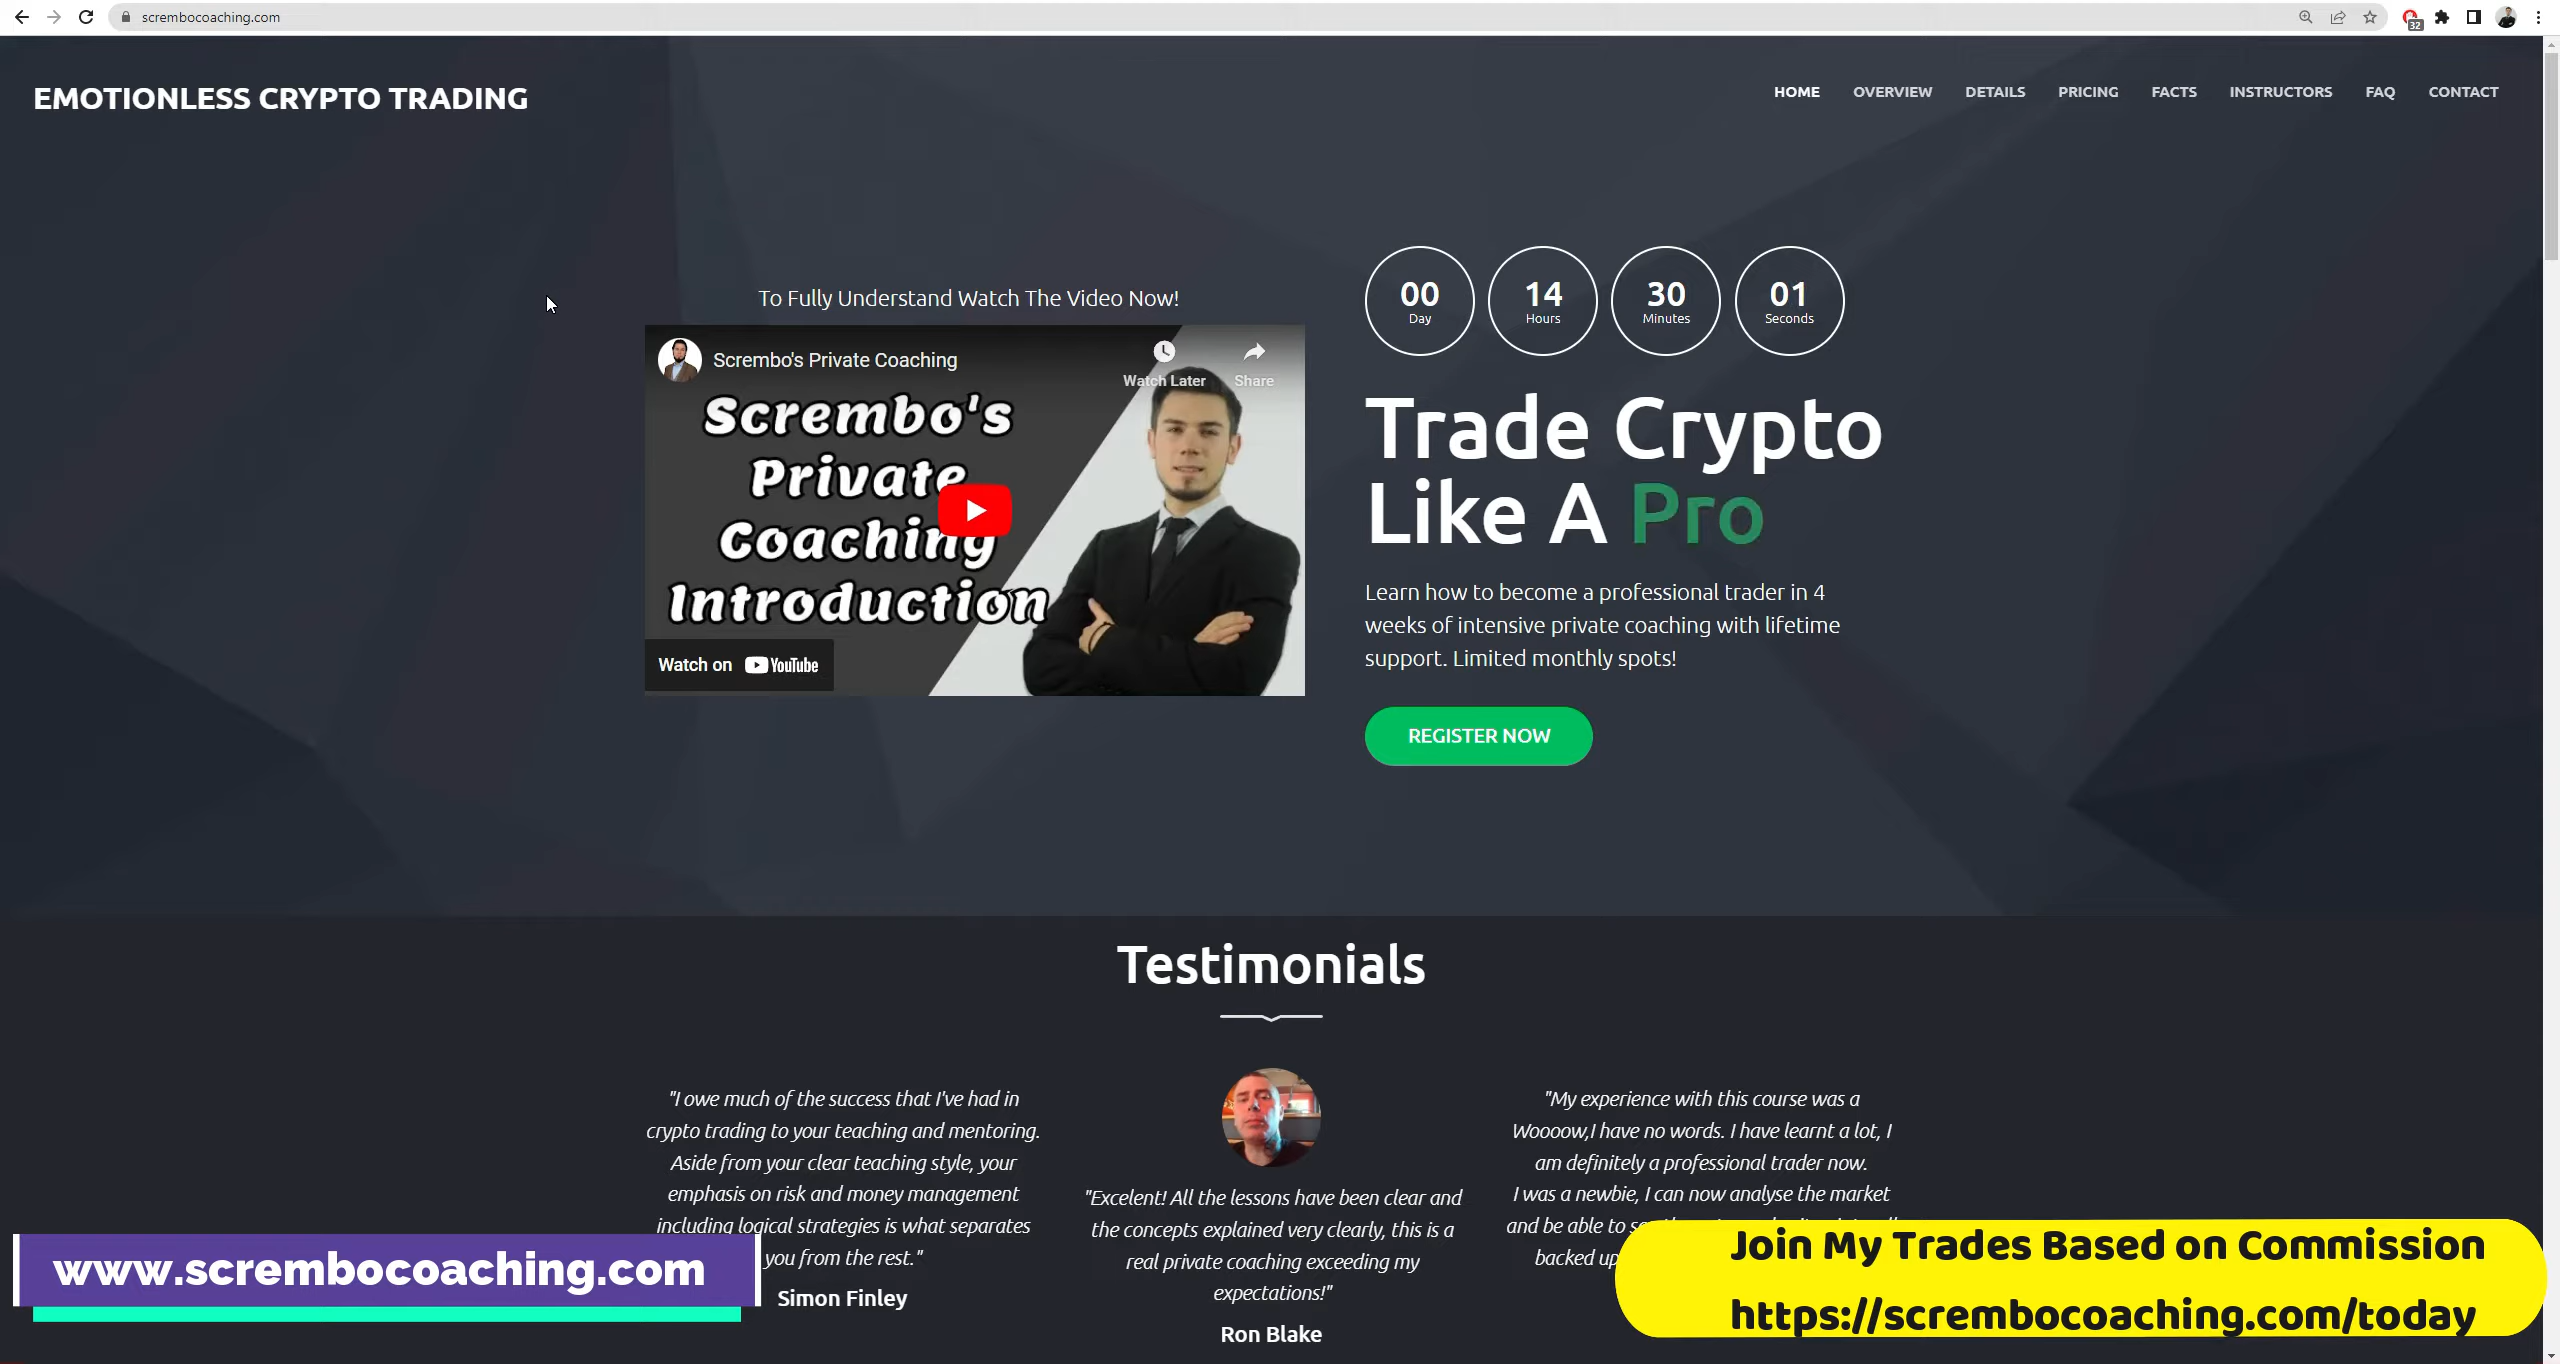 scrembocoaching.com
32
EMOTIONLESS CRYPTO TRADING
HOME OVERVIEW DETAILS PRICING FACTS INSTRUCTORS FAQ CONTACT
To Fully Understand Watch The Video Now!
Scrembo's Private Coaching
Watch Later Share
Scrembo's
Private
Coaching
Introduction
Watch on YouTube
00 14 30 01
Day Hours Minutes Seconds
Trade Crypto
Like A Pro
Learn how to become a professional trader in 4
weeks of intensive private coaching with lifetime
support. Limited monthly spots!
REGISTER NOW
Testimonials
"I owe much of the success that I've had in
crypto trading to your teaching and mentoring.
Aside from your clear teaching style, your
emphasis on risk and money management
including logical strategies is what separates
you from the rest."
Simon Finley
"Excelent! All the lessons have been clear and
the concepts explained very clearly, this is a
real private coaching exceeding my
expectations!"
Ron Blake
"My experience with this course was a
Woooow,I have no words. I have learnt a lot, I
am definitely a professional trader now.
I was a newbie, I can now analyse the market
and be able to
backed up
www.scrembocoaching.com
Join My Trades Based on Commission
https://scrembocoaching.com/today